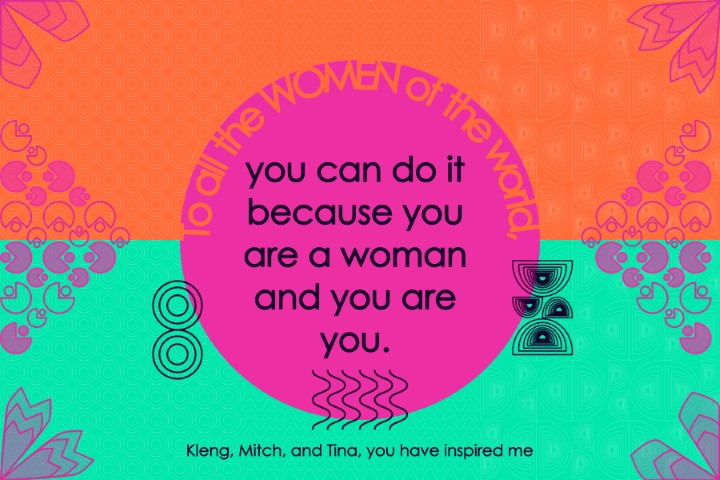 To all the WOMEN of the world,
you can do it
because you
are a woman
and you are
you.
Kleng, Mitch, and Tina, you have inspired me